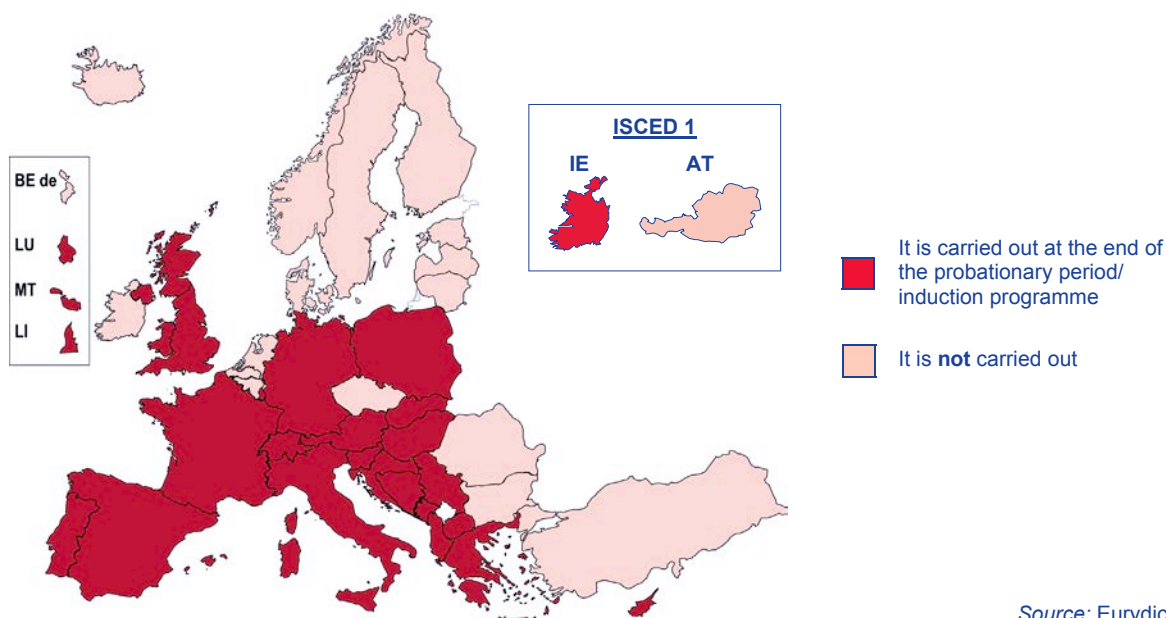 ISCED 1
IE
AT
BE de
LU
MT
LI
It is carried out at the end of
the probationary period/
induction programme
It is not carried out
Source: